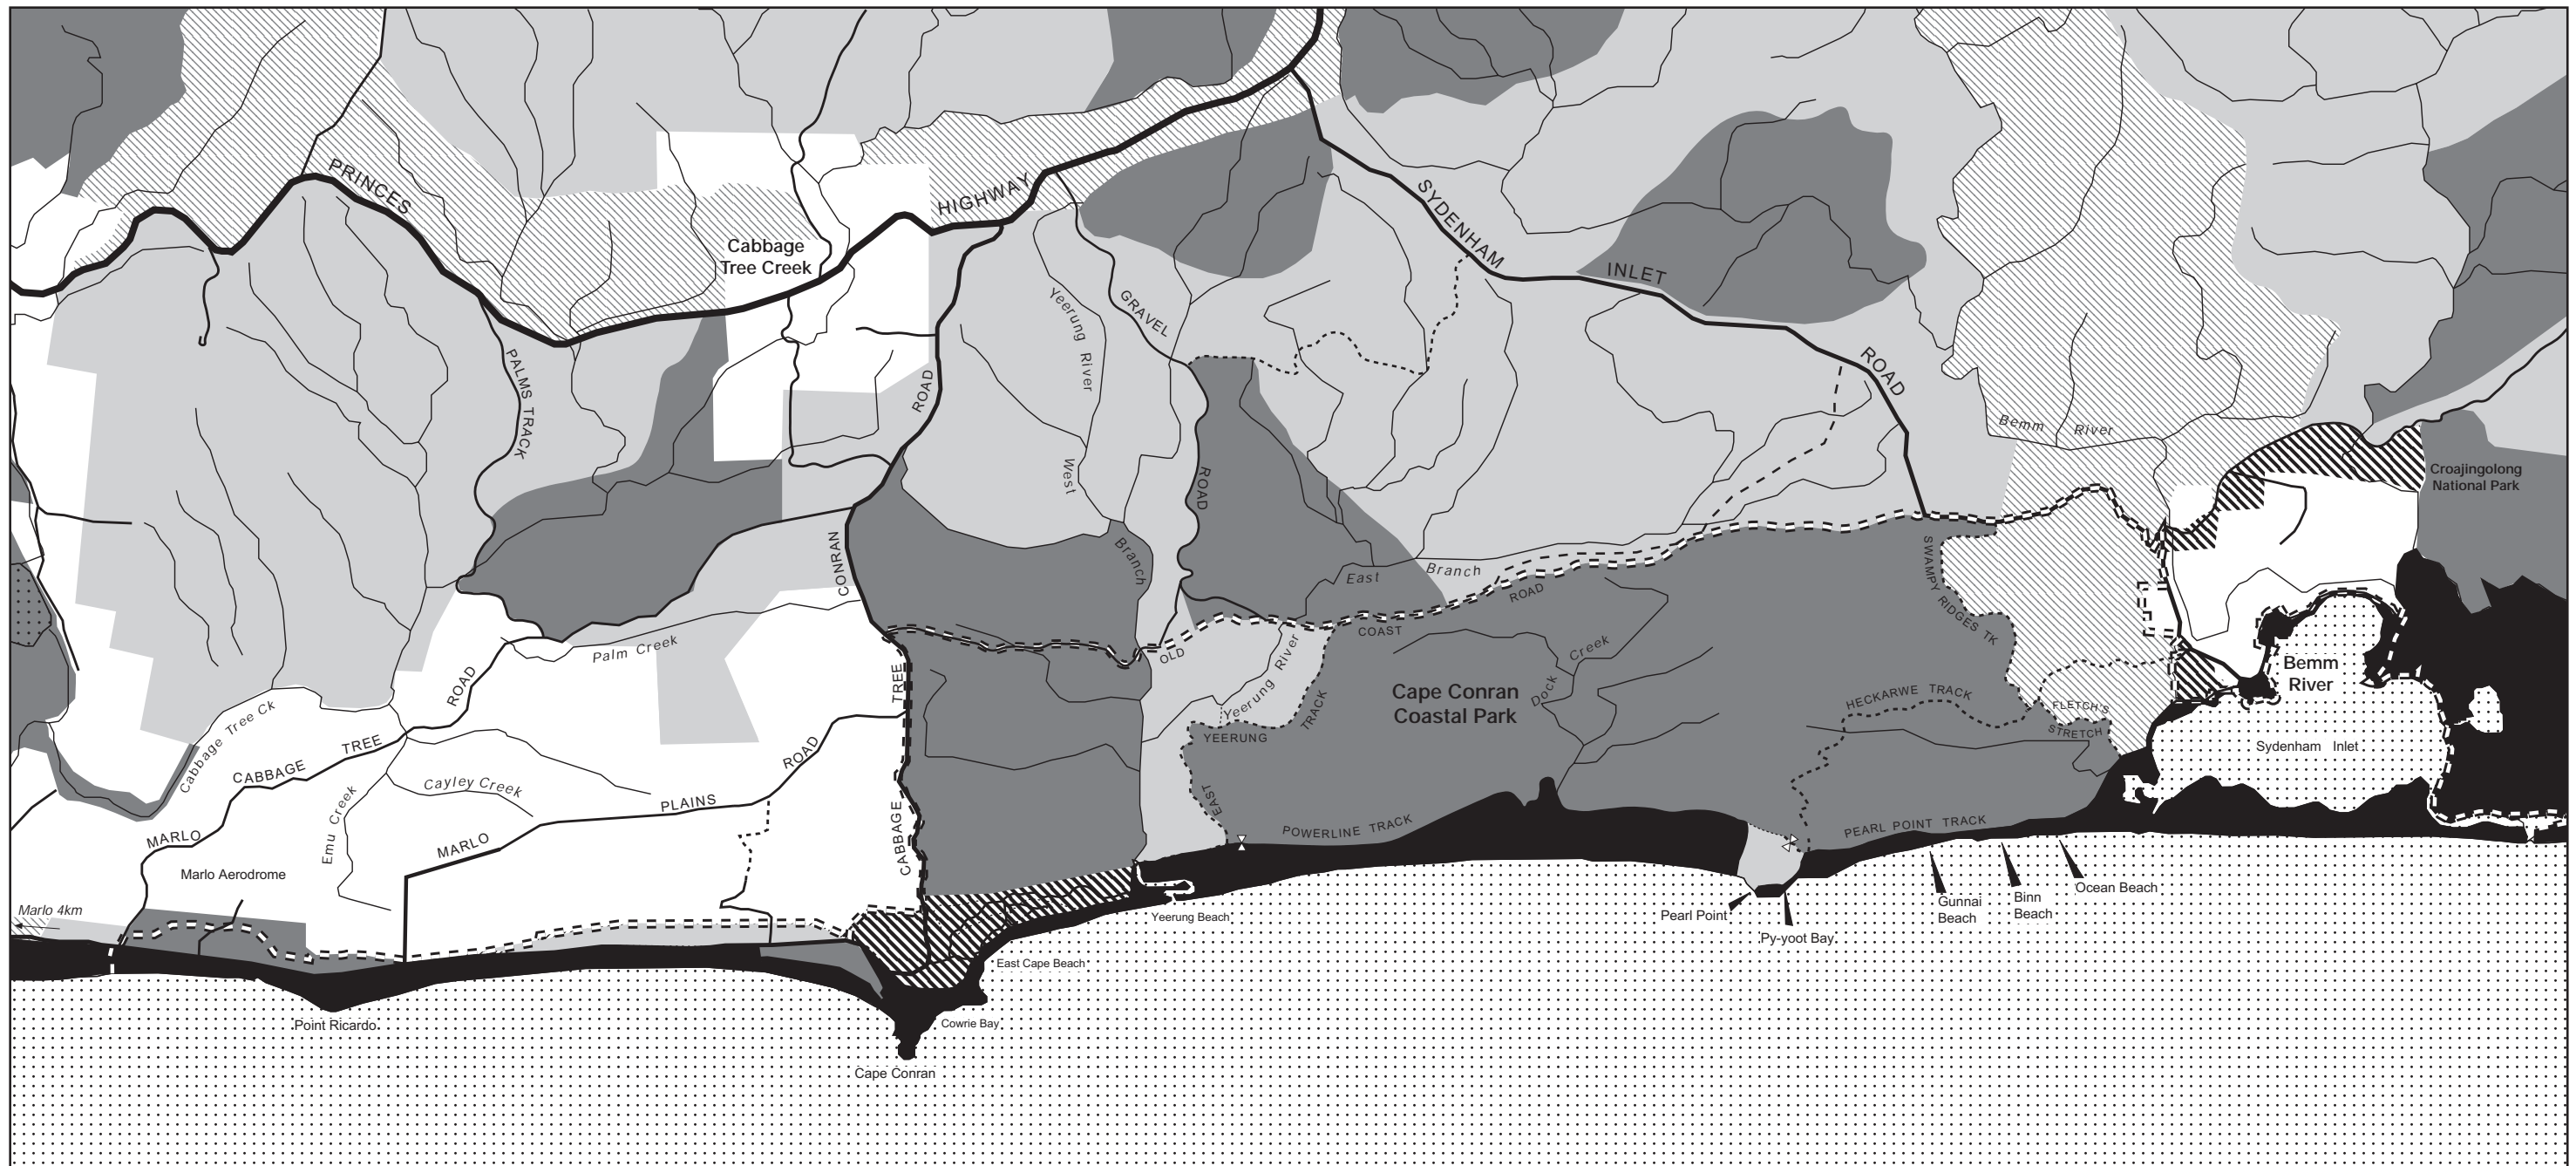 PRINCES
HIGHWAY
Cabbage
Tree Creek
SYDENHAM
INLET
ROAD
PALMS TRACK
Yeerung River
West
Branch
GRAVEL
ROAD
ROAD
CONRAN
TREE
CABBAGE
Bemm River
Croajingolong
National Park
East Branch
OLD
COAST
ROAD
SWAMPY RIDGES TK
Palm Creek
Cabbage Tree Ck
MARLO
CABBAGE
TREE
ROAD
Cayley Creek
Emu Creek
MARLO
PLAINS
ROAD
Yeerung River
YEERUNG
TRACK
EAST
Cape Conran
Coastal Park
Dock Creek
HECKARWE TRACK
FLETCH'S
STRETCH
Bemm
River
Sydenham Inlet
POWERLINE TRACK
PEARL POINT TRACK
Marlo Aerodrome
Marlo 4km
Point Ricardo
Cape Conran
Cowrie Bay
East Cape Beach
Yeerung Beach
Pearl Point
Py-yoot Bay
Gunnai
Beach
Binn
Beach
Ocean Beach